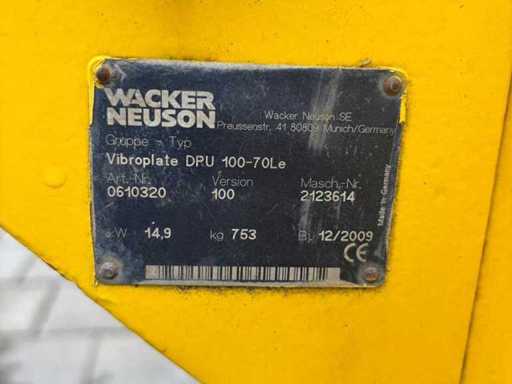 WACKER
NEUSON
Wacker Neuson SE
Preussenstr. 41 80809 Munich/Germany
Gruppe - Typ
Vibroplate DPU 100-70Le
Art.-Nr. Version Masch.-Nr.
0610320 100 2123614
kW 14,9 kg 753 Bj. 12/2009
CE
Made in Germany